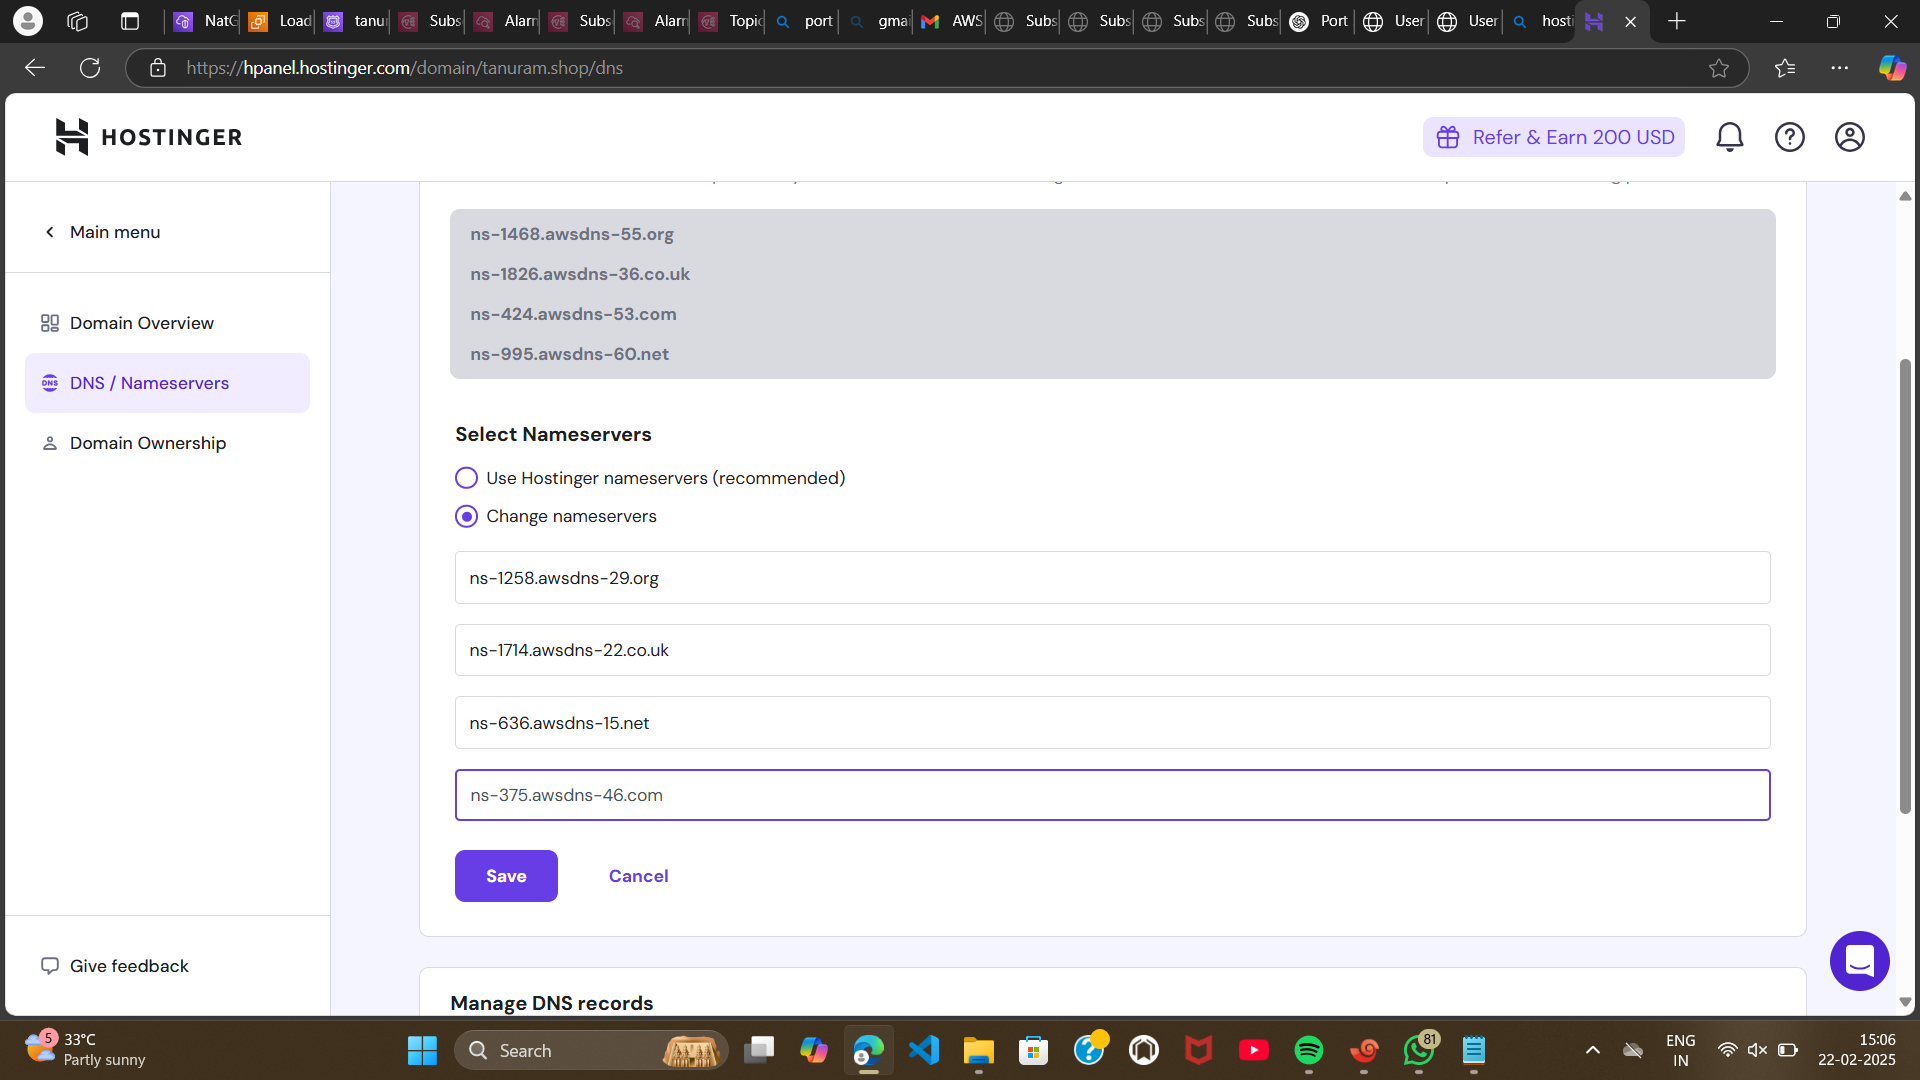 NatG
Load
tanu
Subs
Alarm
Subs
Alarm
Topic
port
gmai
AWS
Subs
Subs
Subs
Subs
Port
User
User
hosti
https://hpanel.hostinger.com/domain/tanuram.shop/dns
HOSTINGER
Refer & Earn 200 USD
Main menu
Domain Overview
DNS / Nameservers
Domain Ownership
ns-1468.awsdns-55.org
ns-1826.awsdns-36.co.uk
ns-424.awsdns-53.com
ns-995.awsdns-60.net
Select Nameservers
Use Hostinger nameservers (recommended)
Change nameservers
ns-1258.awsdns-29.org
ns-1714.awsdns-22.co.uk
ns-636.awsdns-15.net
ns-375.awsdns-46.com
Save
Cancel
Give feedback
Manage DNS records
5
33°C
Partly sunny
Search
81
ENG
IN
15:06
22-02-2025